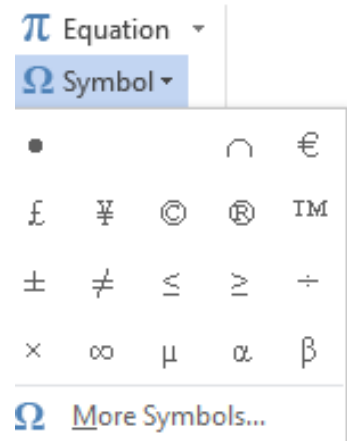 π Equation
Ω Symbol
• ∩ €
£ ¥ © ® ™
± ≠ ≤ ≥ ÷
× ∞ µ α β
Ω More Symbols...